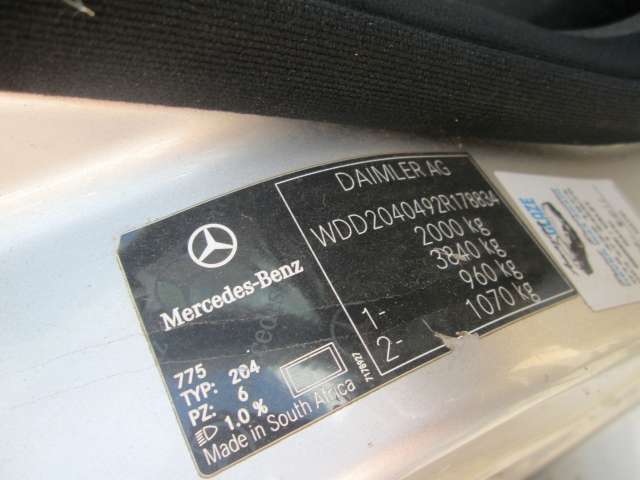 DAIMLER AG
WDD2040492R178834
2000 kg
3840 kg
1- 960 kg
2- 1070 kg
Mercedes-Benz
775
TYP: 204
PZ: 6
1.0 %
Made in South Africa
7178927